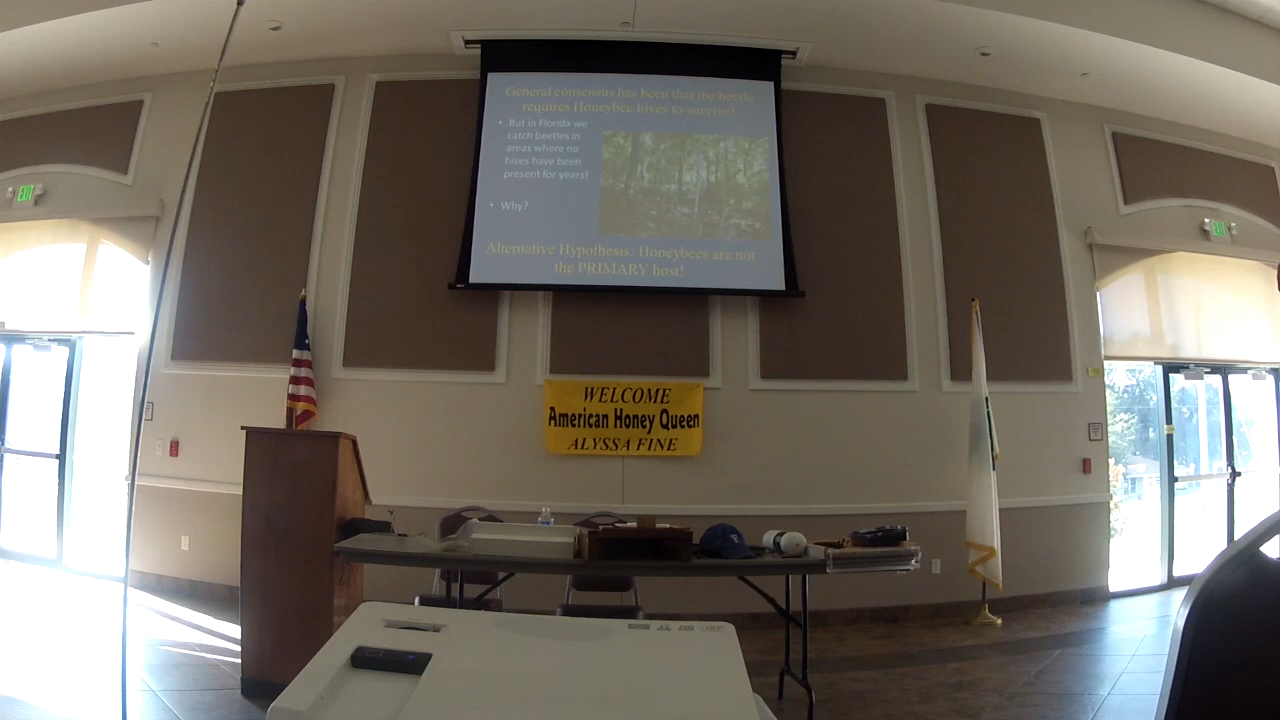 General consensus has been that the beetle
requires Honeybee hives to survive!
• But in Florida we
catch beetles in
areas where no
hives have been
present for years!
• Why?
Alternative Hypothesis: Honeybees are not
the PRIMARY host!
EXIT
EXIT
WELCOME
American Honey Queen
ALYSSA FINE